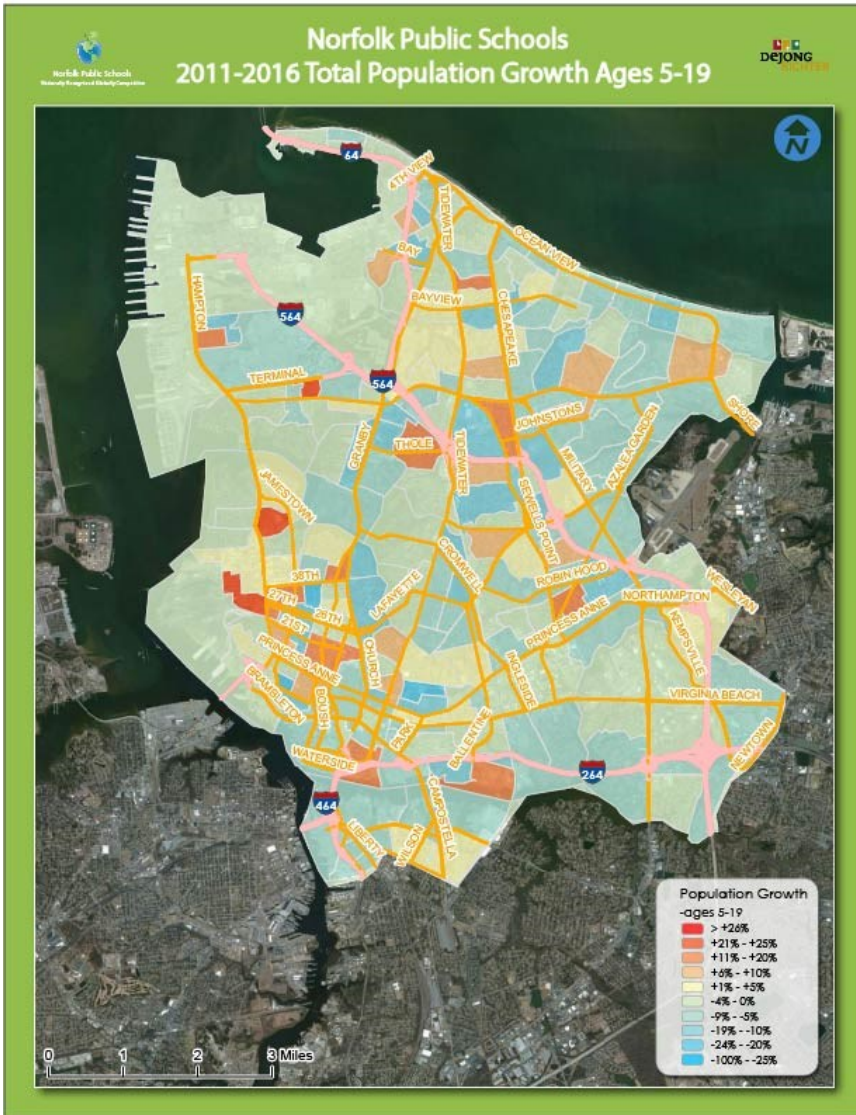 Norfolk Public Schools
2011-2016 Total Population Growth Ages 5-19
Norfolk Public Schools
DEJONG
RICHTER
N
64
4TH VIEW
TIDEWATER
OCEAN VIEW
BAY
BAYVIEW
CHESAPEAKE
HAMPTON
564
TERMINAL
564
SHORE
JOHNSTONS
GRANBY
THOLE
TIDEWATER
MILITARY
AZALEA GARDEN
JAMESTOWN
SEWELLS POINT
CROMWELL
38TH
LAFAYETTE
ROBIN HOOD
WESLEYAN
27TH
26TH
NORTHAMPTON
21ST
PRINCESS ANNE
KEMPSVILLE
PRINCESS ANNE
CHURCH
INGLESIDE
BRAMBLETON
BOUSH
VIRGINIA BEACH
PARK
BALLENTINE
NEWTOWN
WATERSIDE
264
464
CAMPOSTELLA
LIBERTY
WILSON
Population Growth
-ages 5-19
> +26%
+21% - +25%
+11% - +20%
+6% - +10%
+1% - +5%
-4% - 0%
-9% - -5%
-19% - -10%
-24% - -20%
-100% - -25%
0 1 2 3 Miles